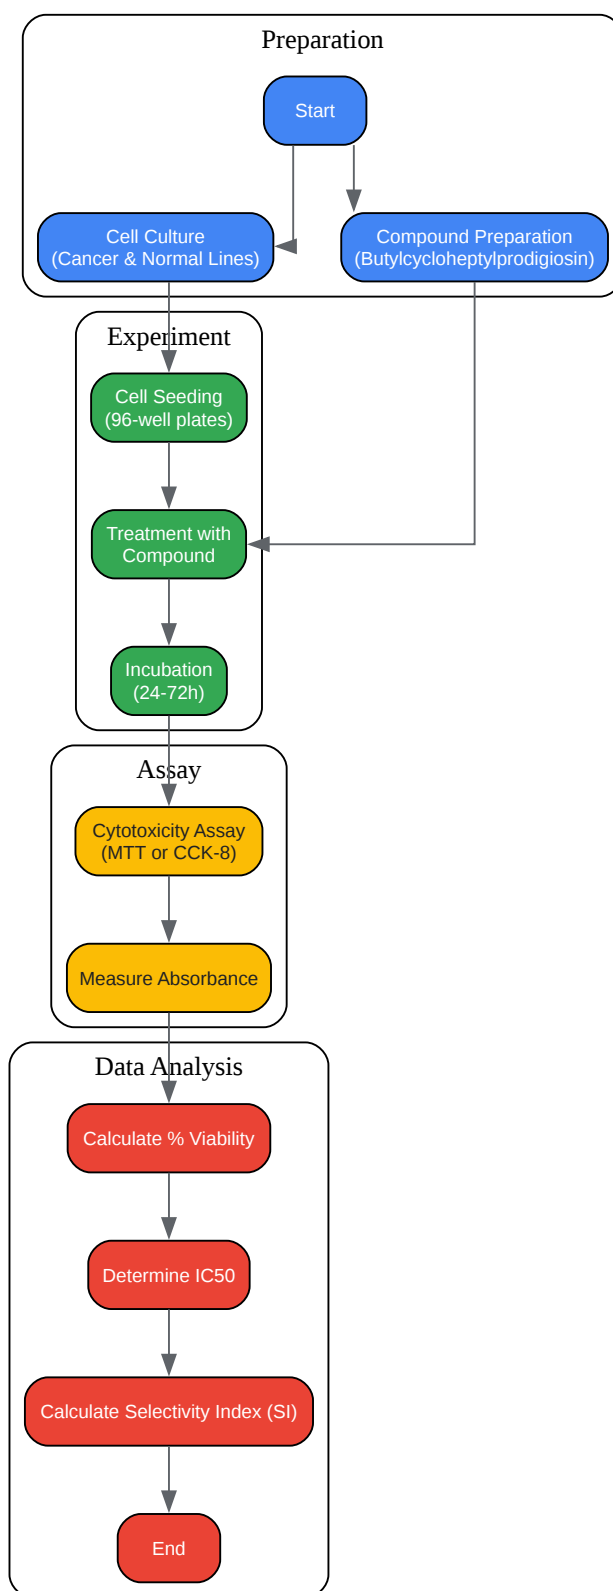 Preparation
Start
Cell Culture
(Cancer & Normal Lines)
Compound Preparation
(Butylcycloheptylprodigiosin)
Experiment
Cell Seeding
(96-well plates)
Treatment with
Compound
Incubation
(24-72h)
Assay
Cytotoxicity Assay
(MTT or CCK-8)
Measure Absorbance
Data Analysis
Calculate % Viability
Determine IC50
Calculate Selectivity Index (SI)
End